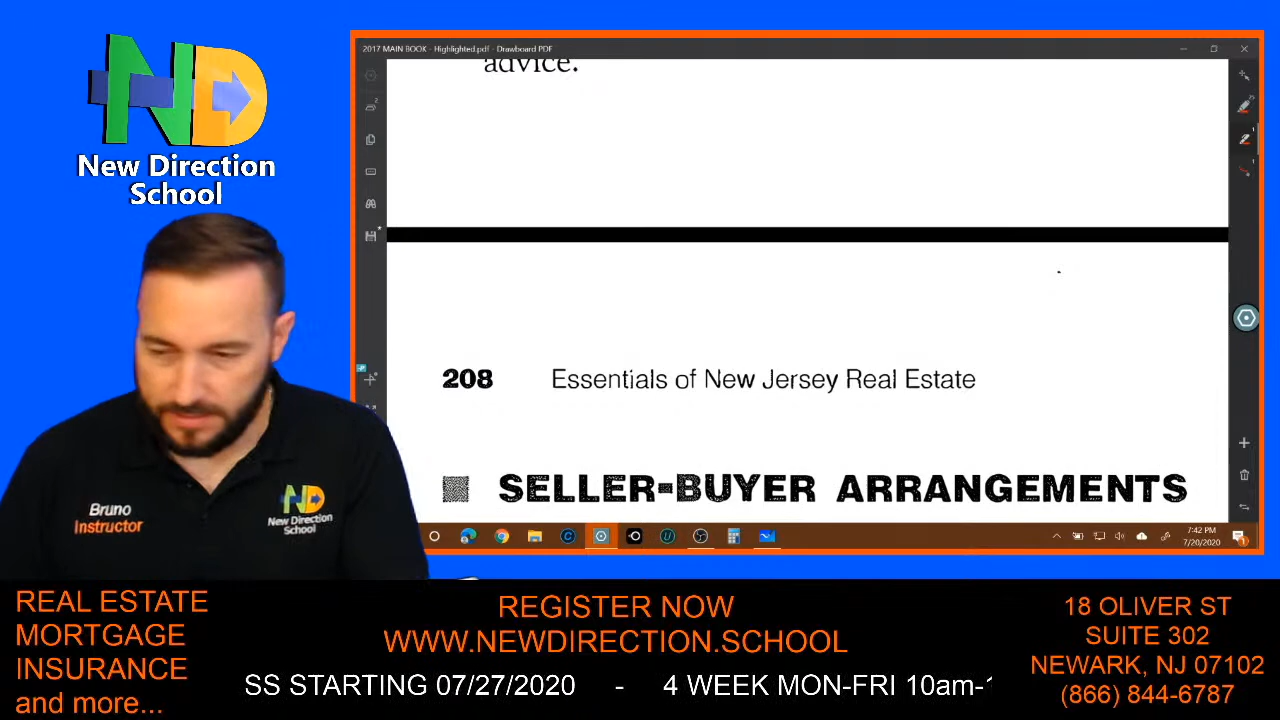 ND
New Direction
School
2017 MAIN BOOK - Highlighted.pdf - Drawboard PDF
advice.
208 Essentials of New Jersey Real Estate
SELLER-BUYER ARRANGEMENTS
7:42 PM
7/20/2020
Bruno
Instructor
ND
New Direction
School
REAL ESTATE
MORTGAGE
INSURANCE
and more...
REGISTER NOW
WWW.NEWDIRECTION.SCHOOL
SS STARTING 07/27/2020 - 4 WEEK MON-FRI 10am-
18 OLIVER ST
SUITE 302
NEWARK, NJ 07102
(866) 844-6787